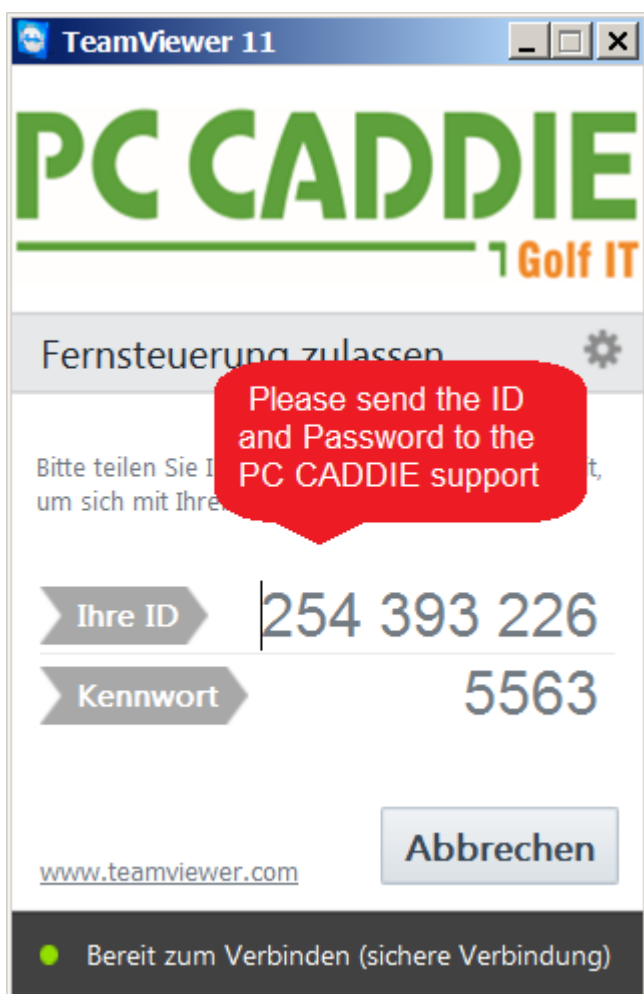 TeamViewer 11
PC CADDIE
Golf IT
Fernsteuerung zulassen
Please send the ID
and Password to the
PC CADDIE support
Bitte teilen Sie
um sich mit
Ihre ID 254 393 226
Kennwort 5563
Abbrechen
www.teamviewer.com
Bereit zum Verbinden (sichere Verbindung)